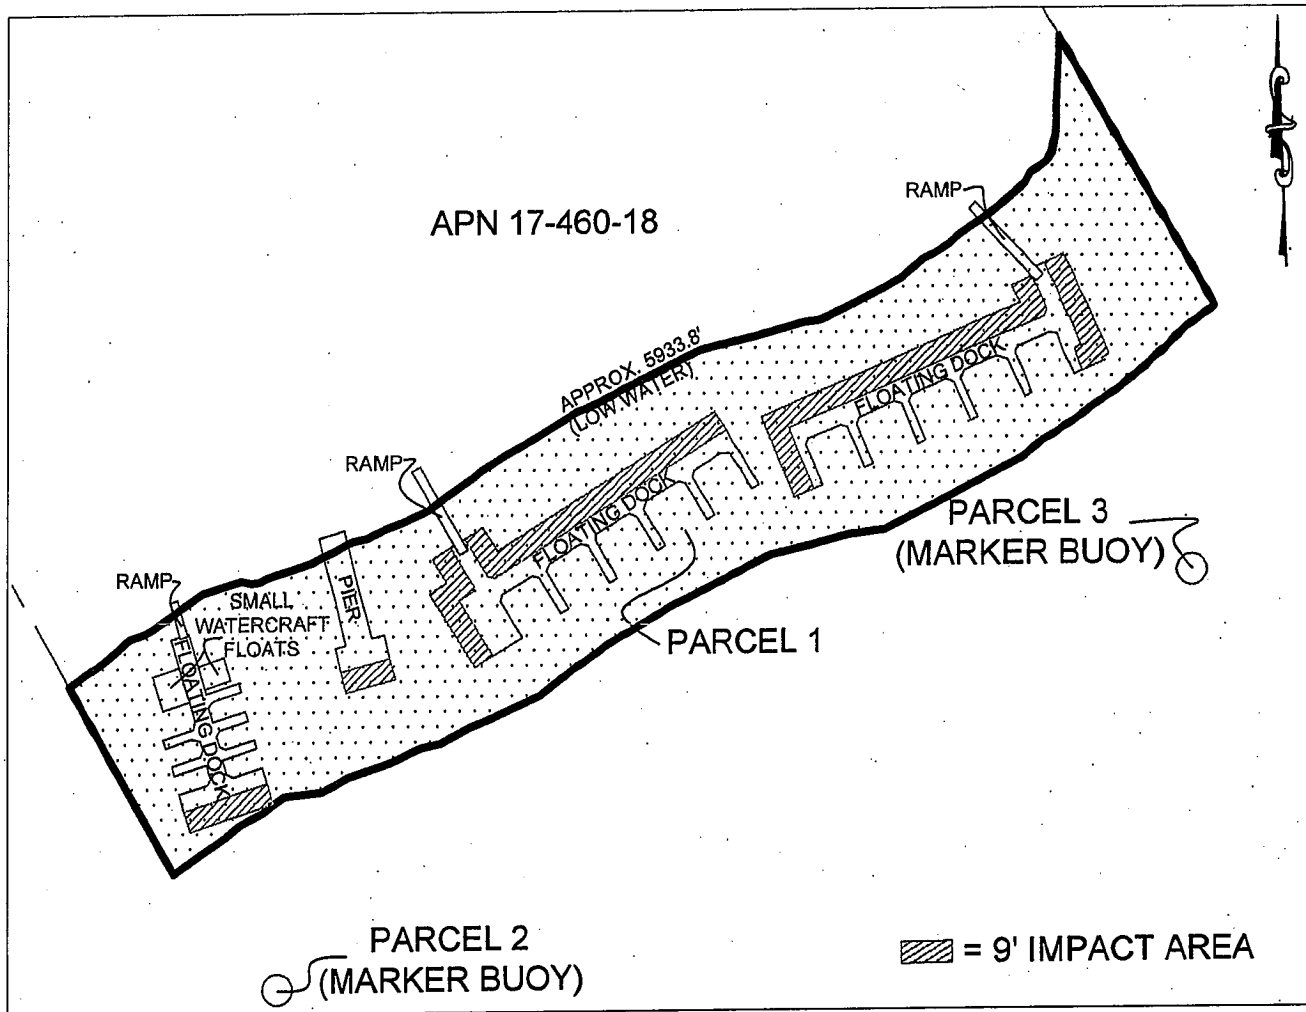 RAMP
APN 17-460-18
APPROX. 5933.8'
(LOW WATER)
FLOATING DOCK
RAMP
FLOATING DOCK
PARCEL 3
(MARKER BUOY)
RAMP
SMALL
WATERCRAFT
FLOATS
PIER
PARCEL 1
FLOATING DOCK
PARCEL 2
(MARKER BUOY)
= 9' IMPACT AREA